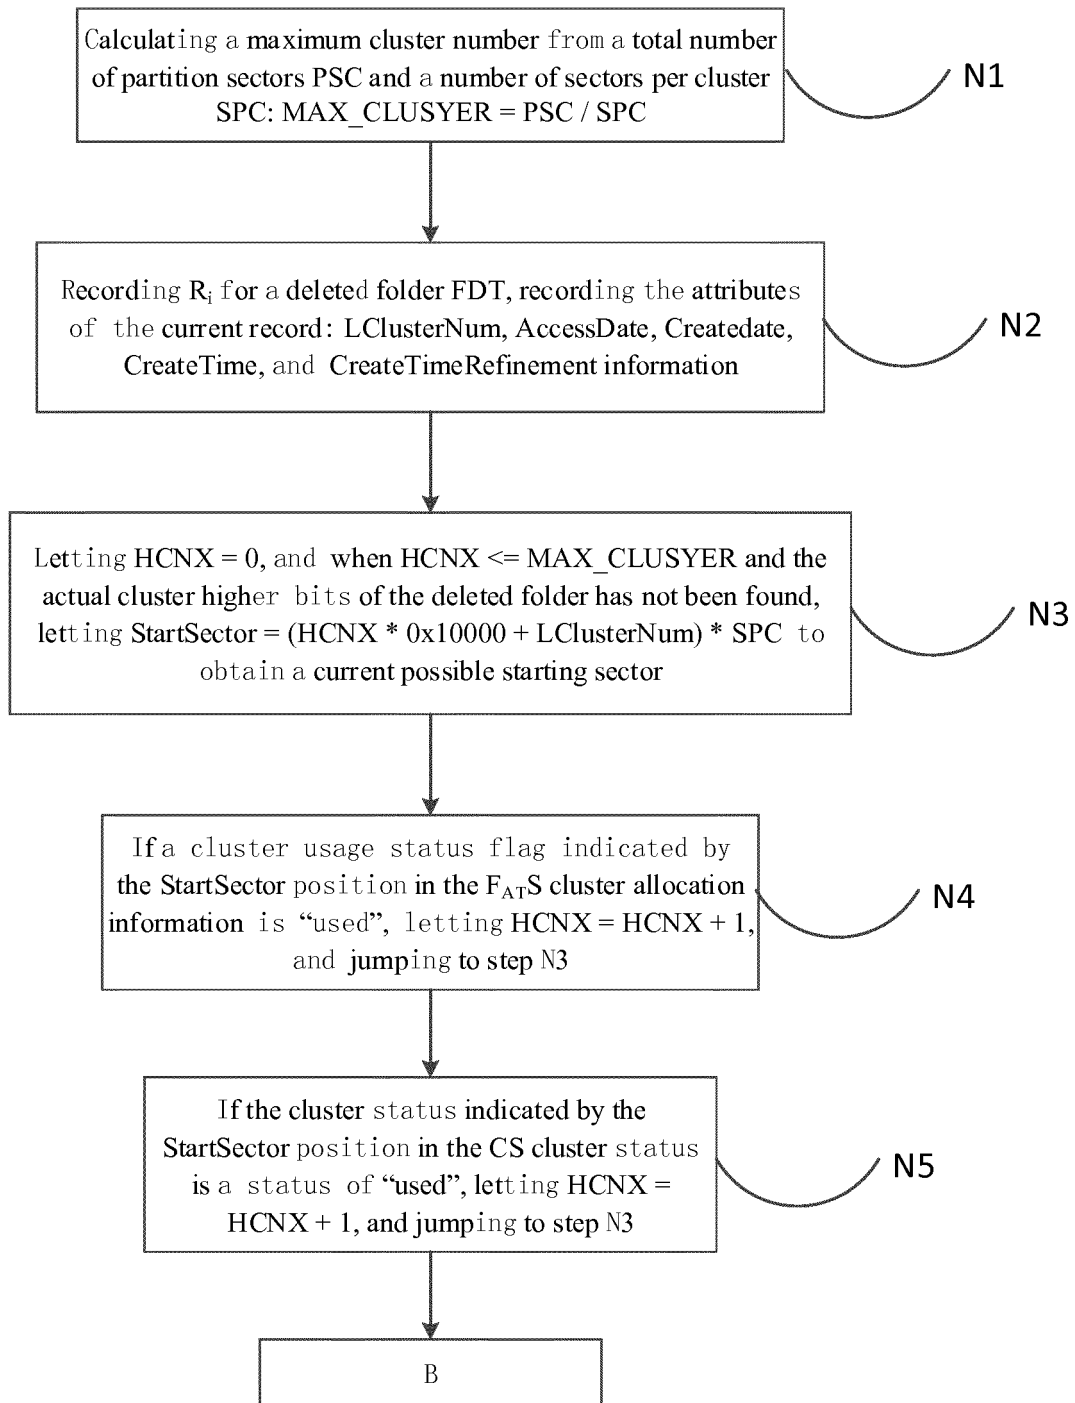 Calculating a maximum cluster number from a total number
of partition sectors PSC and a number of sectors per cluster
SPC: MAX_CLUSYER = PSC / SPC
N1
Recording Ri for a deleted folder FDT, recording the attributes
of the current record: LClusterNum, AccessDate, Createdate,
CreateTime, and CreateTimeRefinement information
N2
Letting HCNX = 0, and when HCNX <= MAX_CLUSYER and the
actual cluster higher bits of the deleted folder has not been found,
letting StartSector = (HCNX * 0x10000 + LClusterNum) * SPC to
obtain a current possible starting sector
N3
If a cluster usage status flag indicated by
the StartSector position in the FATS cluster allocation
information is “used”, letting HCNX = HCNX + 1,
and jumping to step N3
N4
If the cluster status indicated by the
StartSector position in the CS cluster status
is a status of “used”, letting HCNX =
HCNX + 1, and jumping to step N3
N5
B